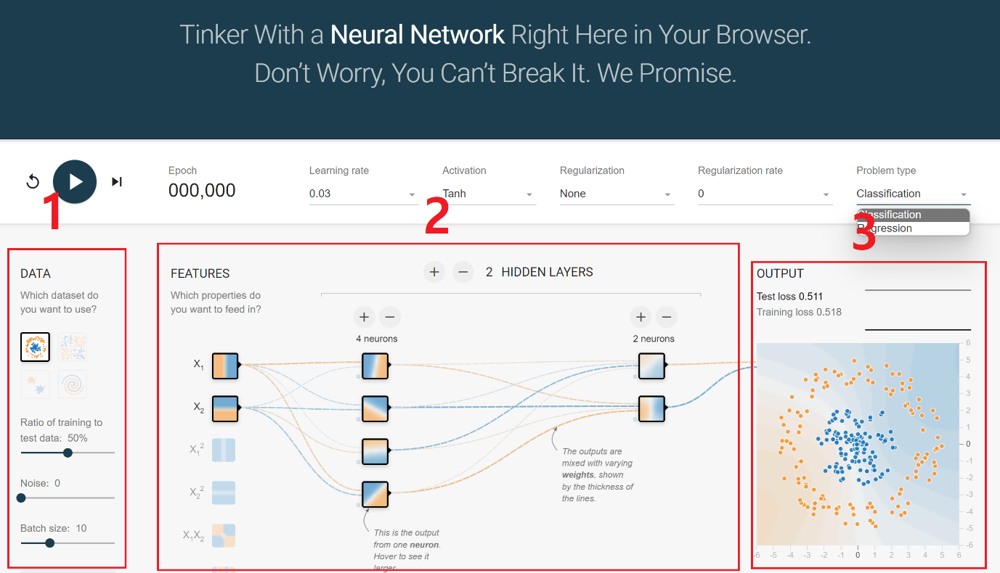 Tinker With a Neural Network Right Here in Your Browser.
Don't Worry, You Can't Break It. We Promise.
Epoch
000,000
Learning rate
0.03
Activation
Tanh
Regularization
None
Regularization rate
0
Problem type
Classification
Classification
Regression
1
2
3
DATA
Which dataset do
you want to use?
Ratio of training to
test data: 50%
Noise: 0
Batch size: 10
FEATURES
Which properties do
you want to feed in?
+ − 2 HIDDEN LAYERS
+ −
4 neurons
+ −
2 neurons
X₁
X₂
X₁²
X₂²
X₁X₂
The outputs are
mixed with varying
weights, shown
by the thickness of
the lines.
This is the output
from one neuron.
Hover to see it
larger.
OUTPUT
Test loss 0.511
Training loss 0.518
6
5
4
3
2
1
0
-1
-2
-3
-4
-5
-6
-6 -5 -4 -3 -2 -1 0 1 2 3 4 5 6